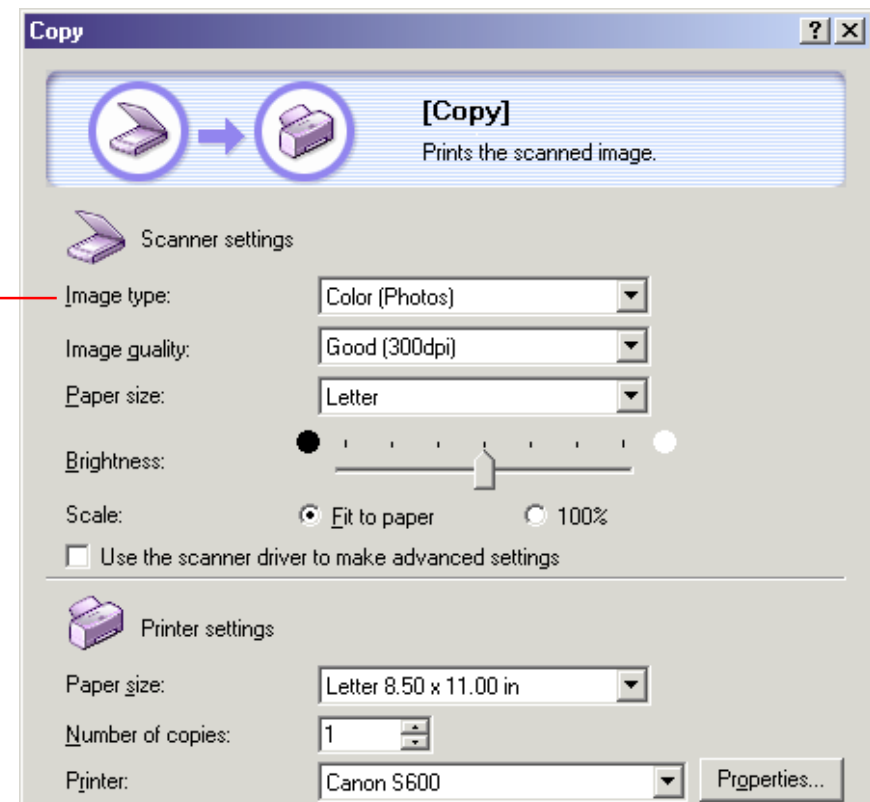 Copy
[Copy]
Prints the scanned image.
Scanner settings
Image type: Color (Photos)
Image quality: Good (300dpi)
Paper size: Letter
Brightness:
Scale: Fit to paper 100%
Use the scanner driver to make advanced settings
Printer settings
Paper size: Letter 8.50 x 11.00 in
Number of copies: 1
Printer: Canon S600 Properties...